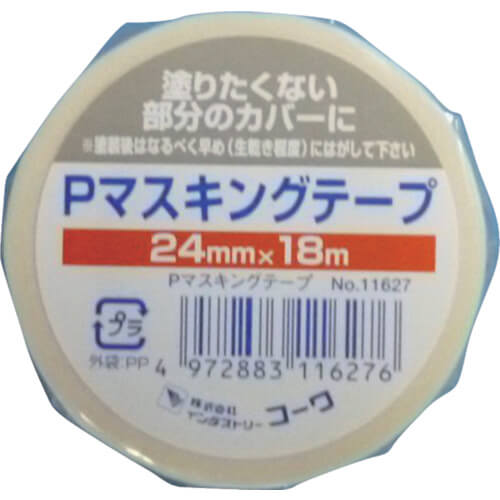 塗りたくない
部分のカバーに
※塗装後はなるべく早め（生乾き程度）にはがして下さい
Pマスキングテープ
24mm×18m
Pマスキングテープ No.11627
プラ
外袋:PP
4 972883 116276
株式会社
インダストリー コーワ